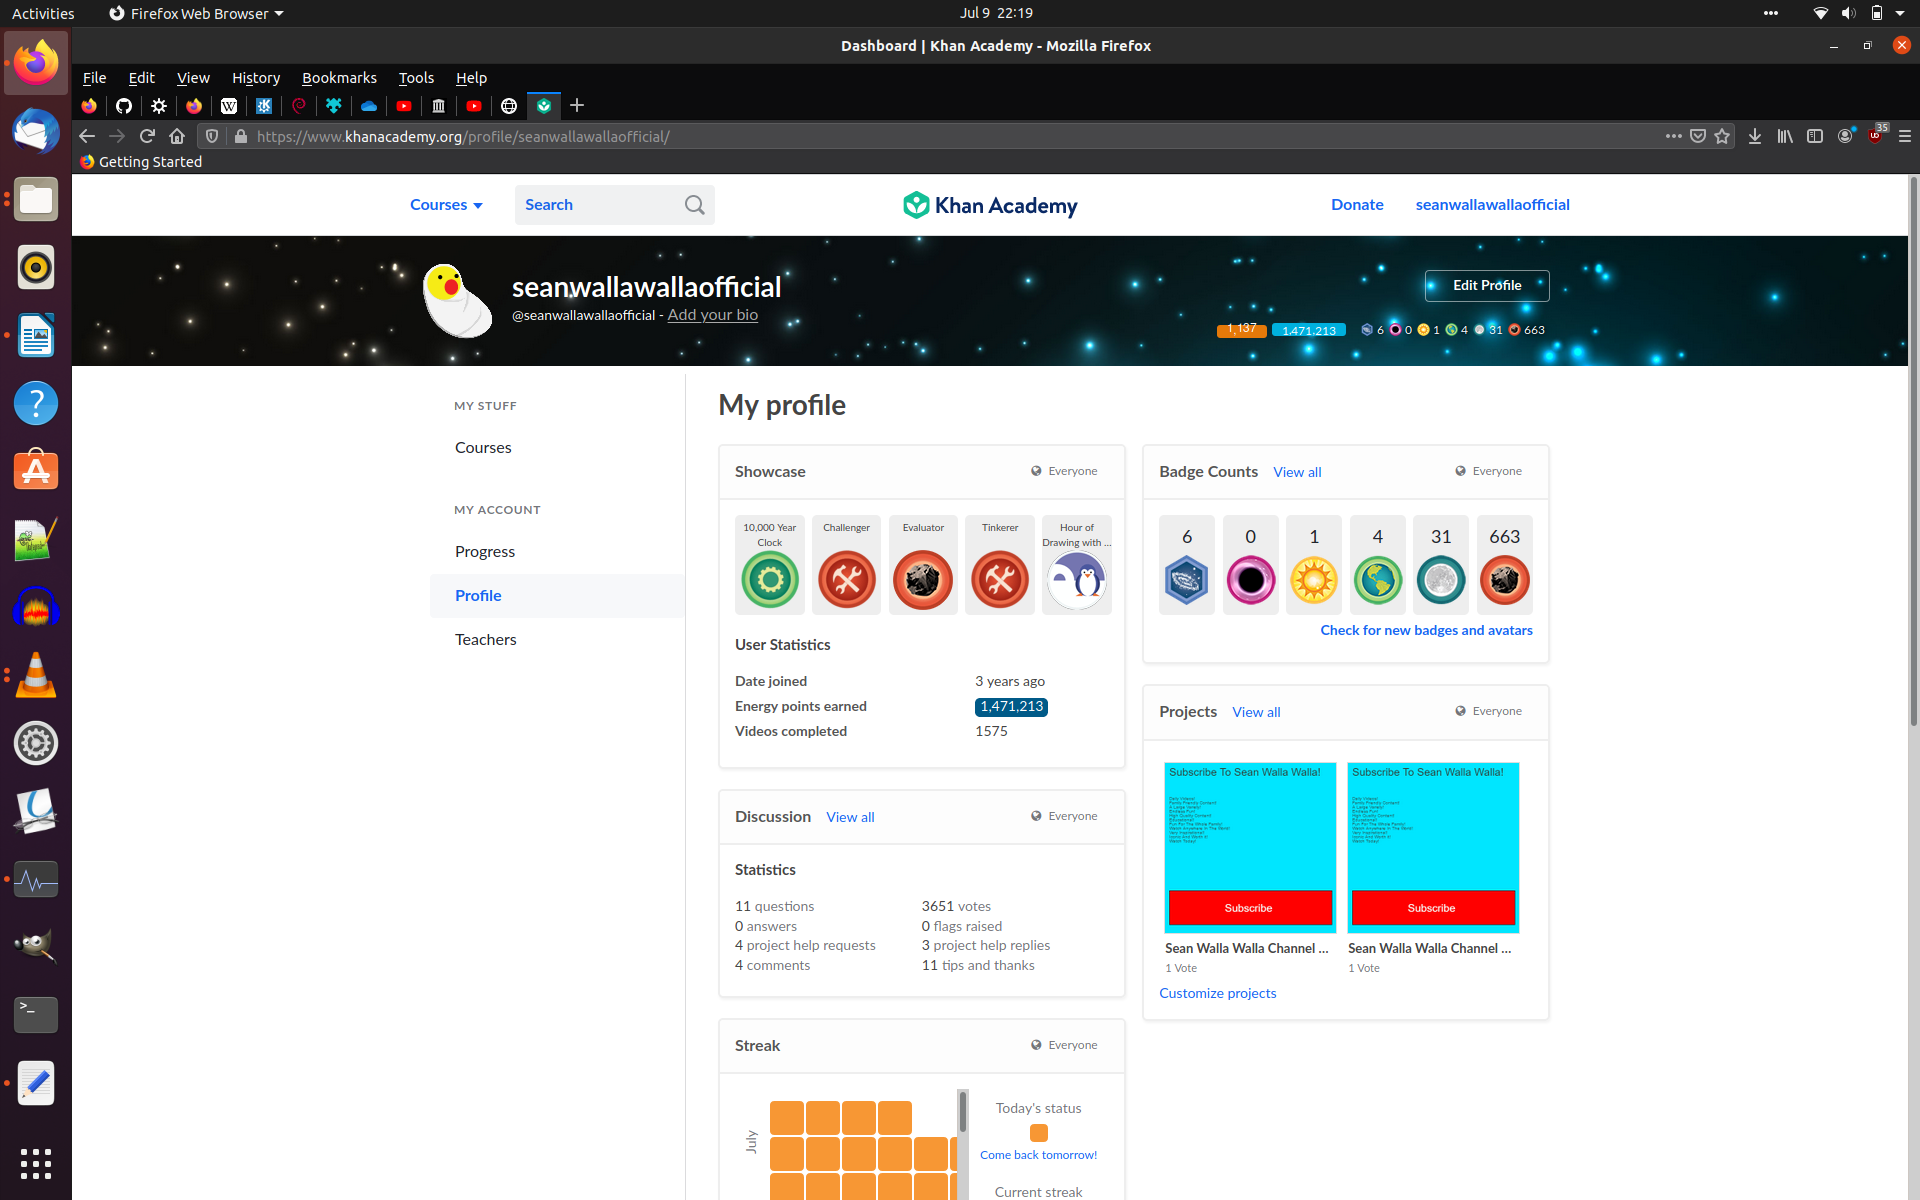 Activities
Firefox Web Browser
Jul 9 22:19
Dashboard | Khan Academy - Mozilla Firefox
File Edit View History Bookmarks Tools Help
https://www.khanacademy.org/profile/seanwallawallaofficial/
35
Getting Started
Courses
Search
Khan Academy
Donate
seanwallawallaofficial
seanwallawallaofficial
@seanwallawallaofficial - Add your bio
Edit Profile
1,137 1,471,213 6 0 1 4 31 663
MY STUFF
Courses
MY ACCOUNT
Progress
Profile
Teachers
My profile
Showcase
Everyone
10,000 Year Clock
Challenger
Evaluator
Tinkerer
Hour of Drawing with ...
User Statistics
Date joined 3 years ago
Energy points earned 1,471,213
Videos completed 1575
Badge Counts View all
Everyone
6 0 1 4 31 663
Check for new badges and avatars
Discussion View all
Everyone
Statistics
11 questions
0 answers
4 project help requests
4 comments
3651 votes
0 flags raised
3 project help replies
11 tips and thanks
Projects View all
Everyone
Subscribe To Sean Walla Walla!
Subscribe
Sean Walla Walla Channel ...
1 Vote
Subscribe To Sean Walla Walla!
Subscribe
Sean Walla Walla Channel ...
1 Vote
Customize projects
Streak
Everyone
July
Today's status
Come back tomorrow!
Current streak